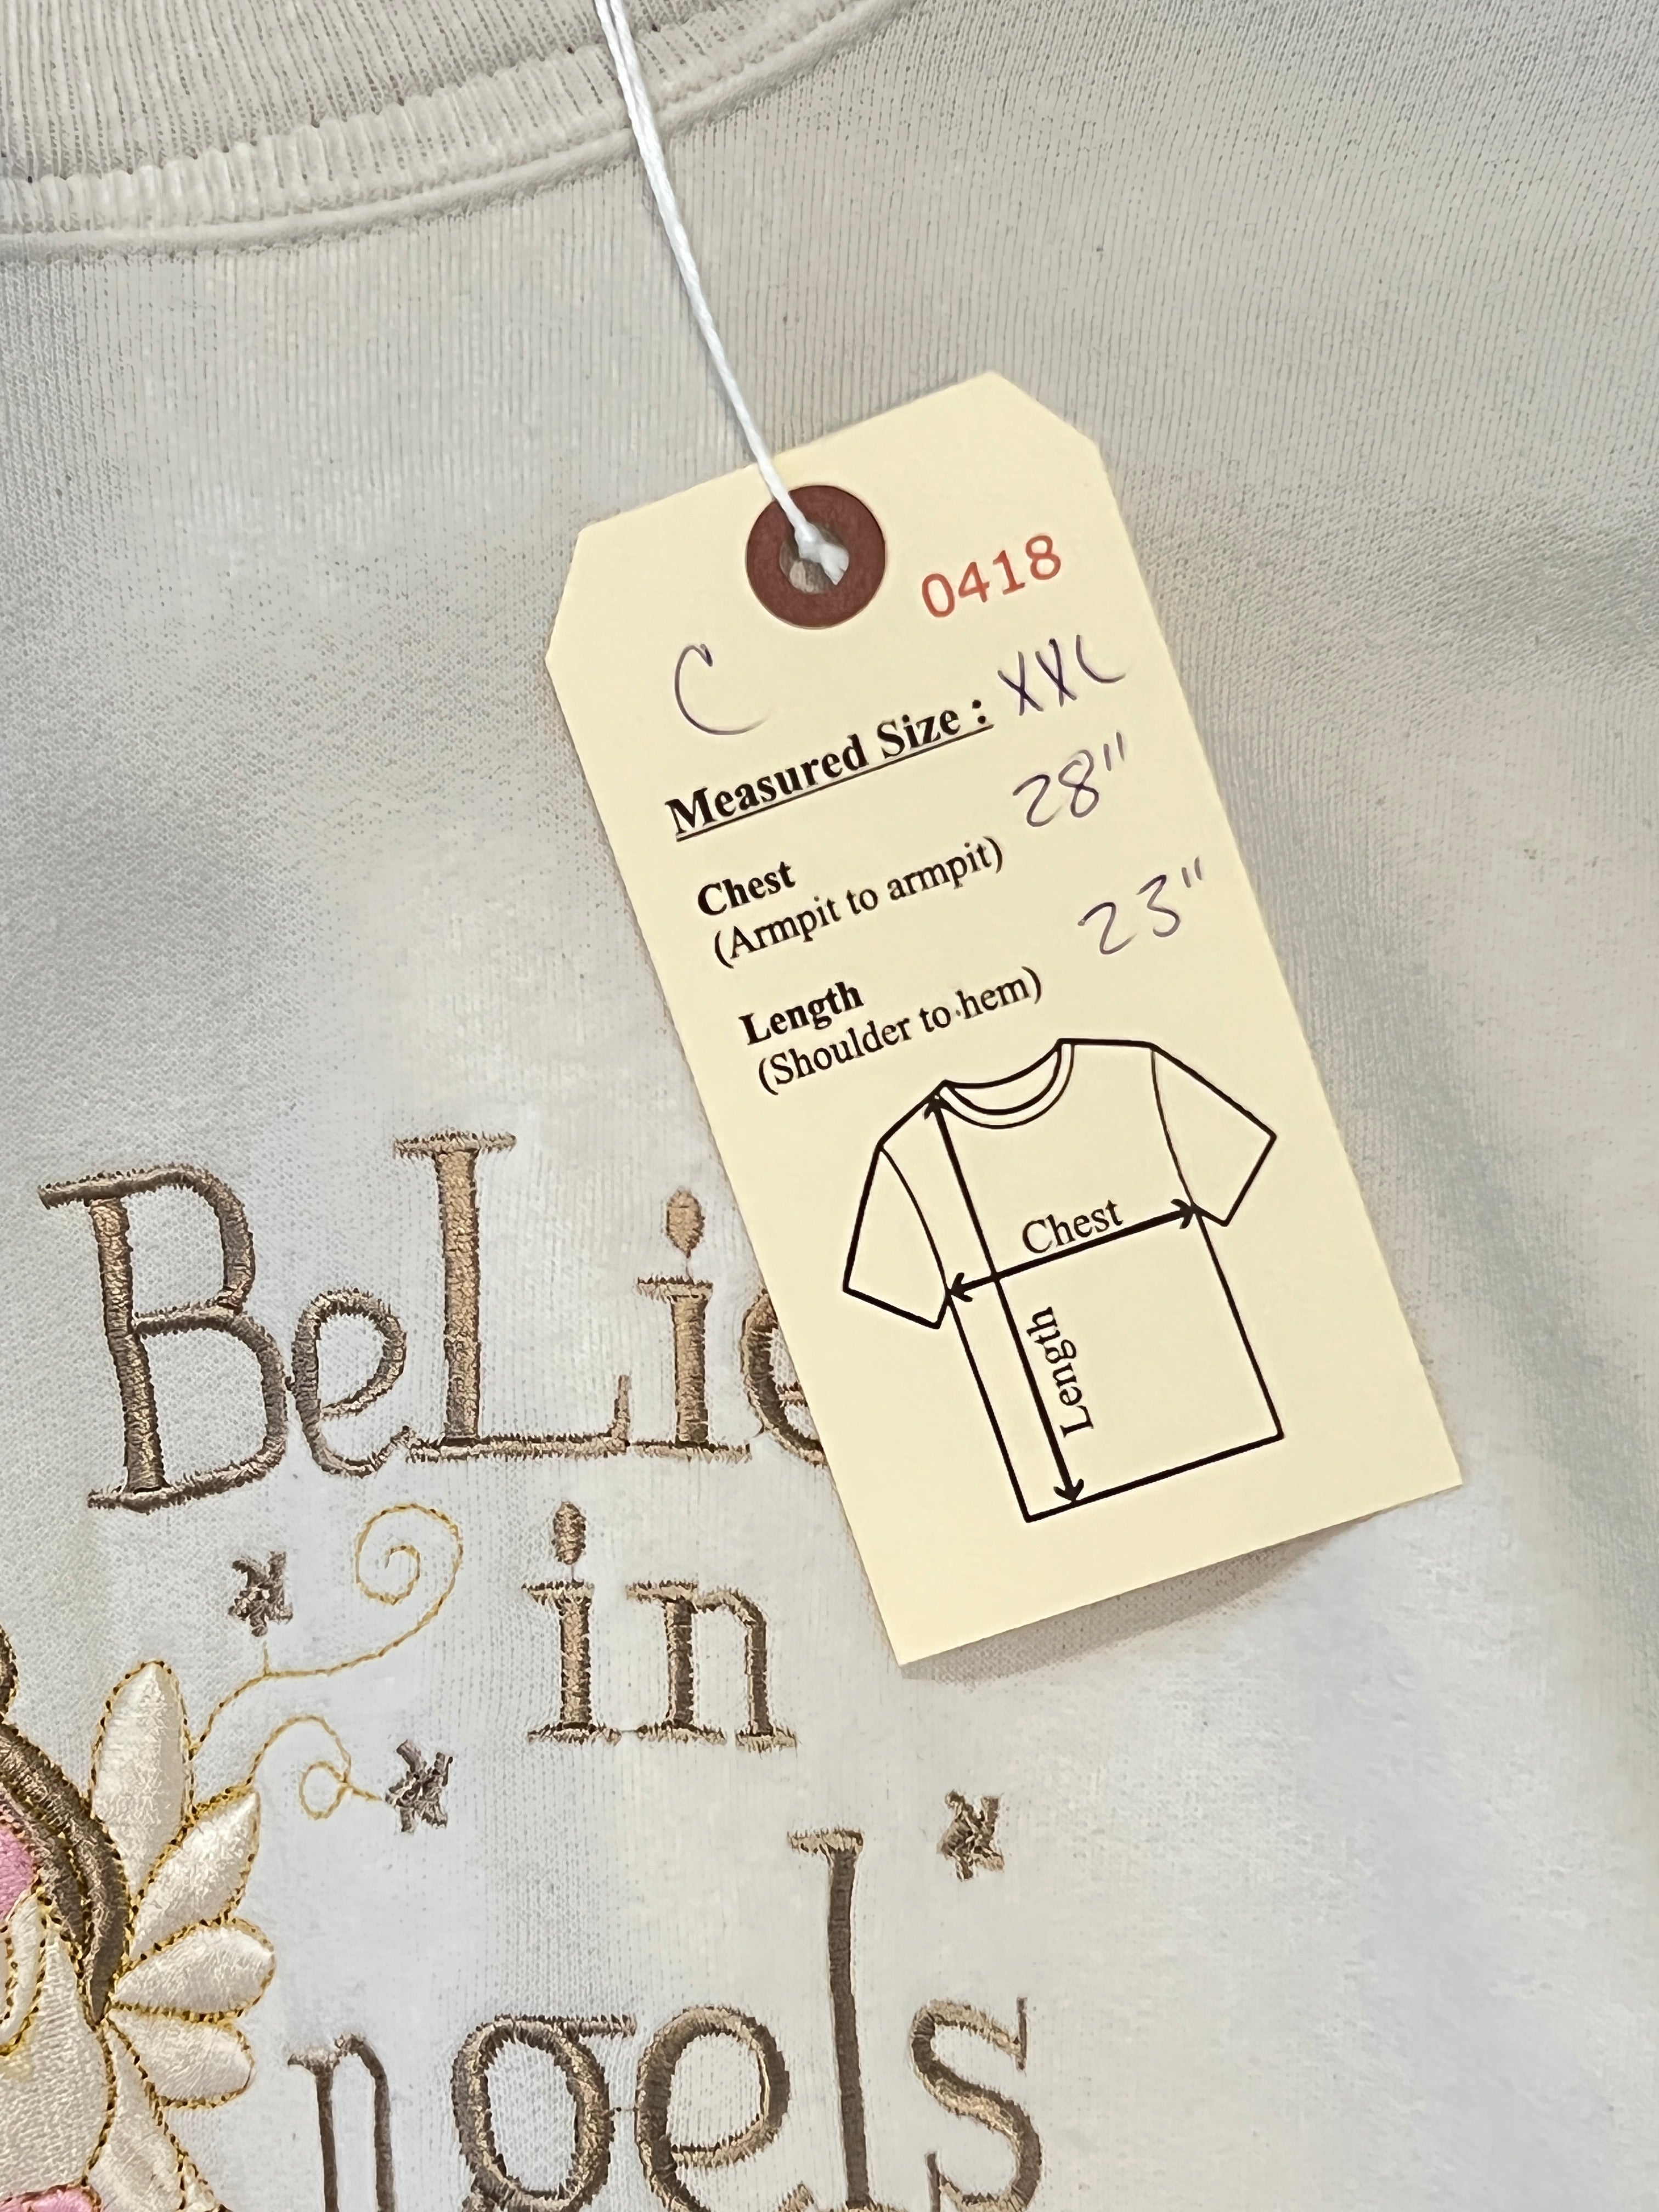 0418
C
Measured Size : XXL
Chest 28"
(Armpit to armpit)
Length 23"
(Shoulder to hem)
Chest
Length
BeLie
in
ngels